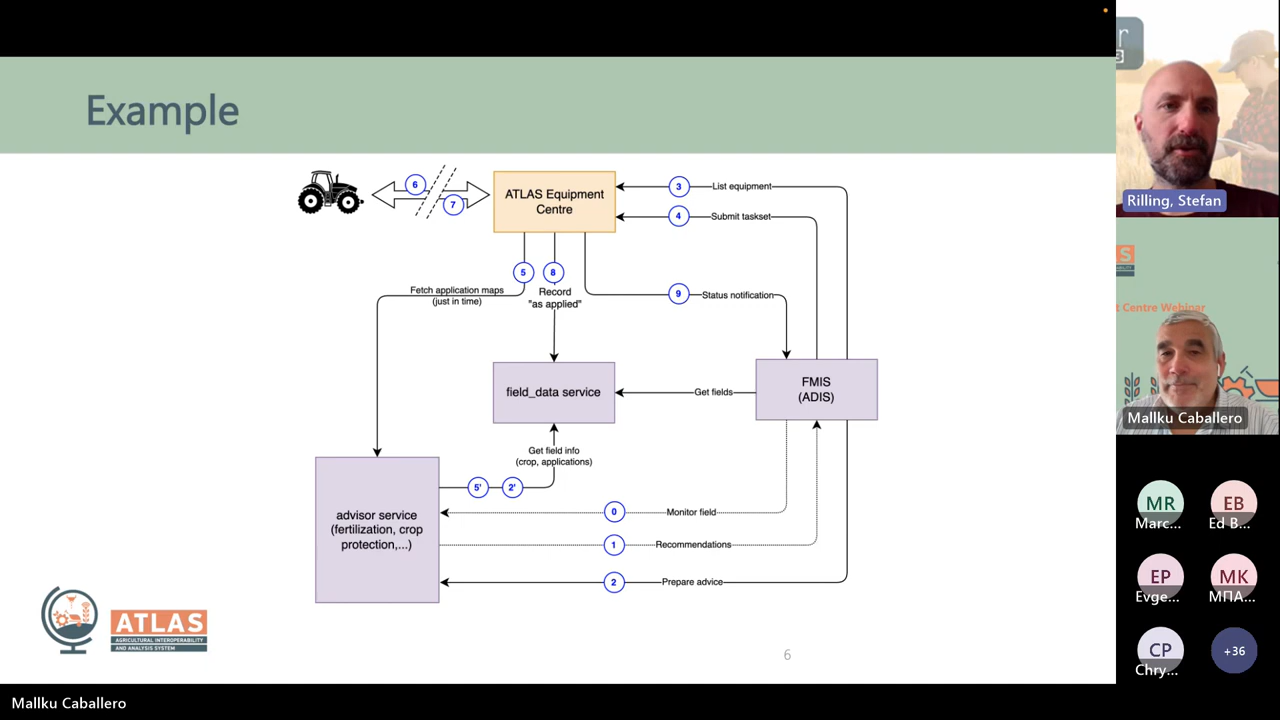 Example
6
7
ATLAS Equipment
Centre
3
List equipment
4
Submit taskset
5
8
Fetch application maps
(just in time)
Record
"as applied"
9
Status notification
field_data service
Get fields
FMIS
(ADIS)
Get field info
(crop, applications)
5'
2'
advisor service
(fertilization, crop
protection,...)
0
Monitor field
1
Recommendations
2
Prepare advice
ATLAS
AGRICULTURAL INTEROPERABILITY
AND ANALYSIS SYSTEM
6
Rilling, Stefan
t Centre Webinar
Mallku Caballero
MR
Marc...
EB
Ed B...
EP
Evge...
MK
МПА...
CP
Chry...
+36
Mallku Caballero